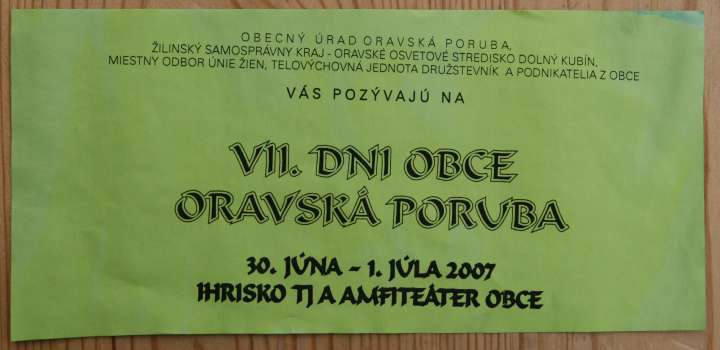 OBECNÝ ÚRAD ORAVSKÁ PORUBA,
ŽILINSKÝ SAMOSPRÁVNY KRAJ - ORAVSKÉ OSVETOVÉ STREDISKO DOLNÝ KUBÍN,
MIESTNY ODBOR ÚNIE ŽIEN, TELOVÝCHOVNÁ JEDNOTA DRUŽSTEVNÍK A PODNIKATELIA Z OBCE
VÁS POZÝVAJÚ NA
VII. DNI OBCE
ORAVSKÁ PORUBA
30. JÚNA - 1. JÚLA 2007
IHRISKO TJ A AMFITEÁTER OBCE